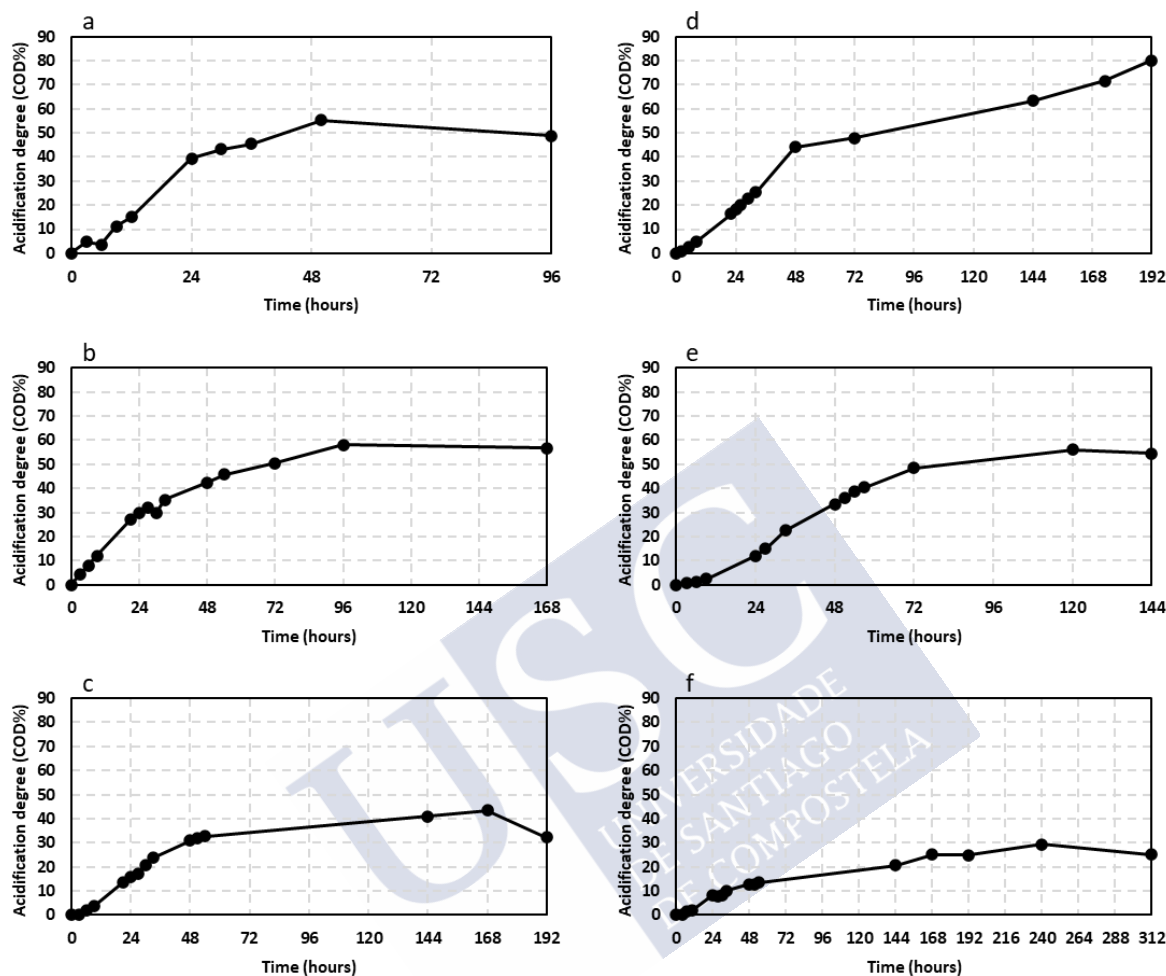 a
Acidification degree (COD%)
90
80
70
60
50
40
30
20
10
0
0 24 48 72 96
Time (hours)
d
Acidification degree (COD%)
90
80
70
60
50
40
30
20
10
0
0 24 48 72 96 120 144 168 192
Time (hours)
b
Acidification degree (COD%)
90
80
70
60
50
40
30
20
10
0
0 24 48 72 96 120 144 168
Time (hours)
e
Acidification degree (COD%)
90
80
70
60
50
40
30
20
10
0
0 24 48 72 96 120 144
Time (hours)
c
Acidification degree (COD%)
90
80
70
60
50
40
30
20
10
0
0 24 48 72 96 120 144 168 192
Time (hours)
f
Acidification degree (COD%)
90
80
70
60
50
40
30
20
10
0
0 24 48 72 96 120 144 168 192 216 240 264 288 312
Time (hours)
USC
UNIVERSIDADE
DE SANTIAGO
DE COMPOSTELA